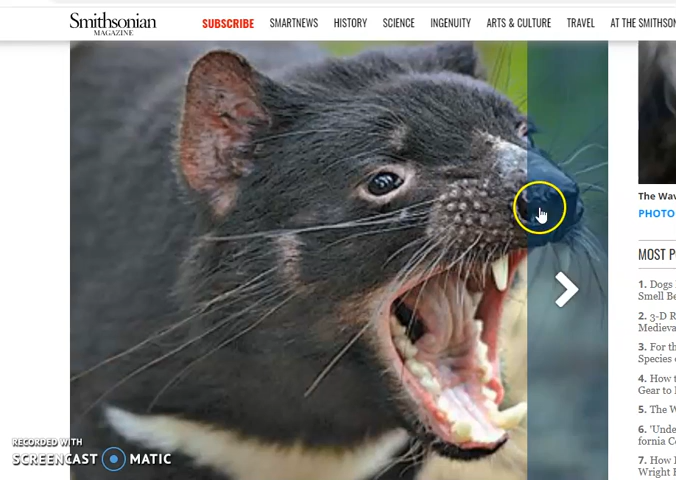 Smithsonian
MAGAZINE
SUBSCRIBE SMARTNEWS HISTORY SCIENCE INGENUITY ARTS & CULTURE TRAVEL AT THE SMITHSON
The Wav
PHOTO
MOST P
1. Dogs
Smell Be
2. 3-D R
Medieva
3. For th
Species
4. How t
Gear to
5. The W
6. 'Unde
fornia Co
7. How
Wright
RECORDED WITH
SCREENCAST MATIC